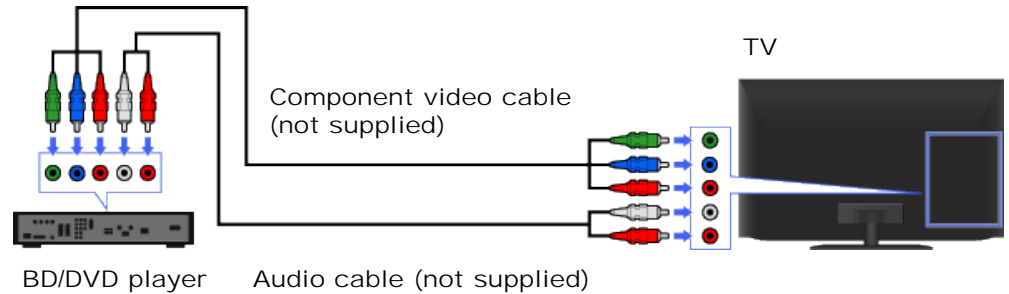 TV
Component video cable
(not supplied)
BD/DVD player
Audio cable (not supplied)